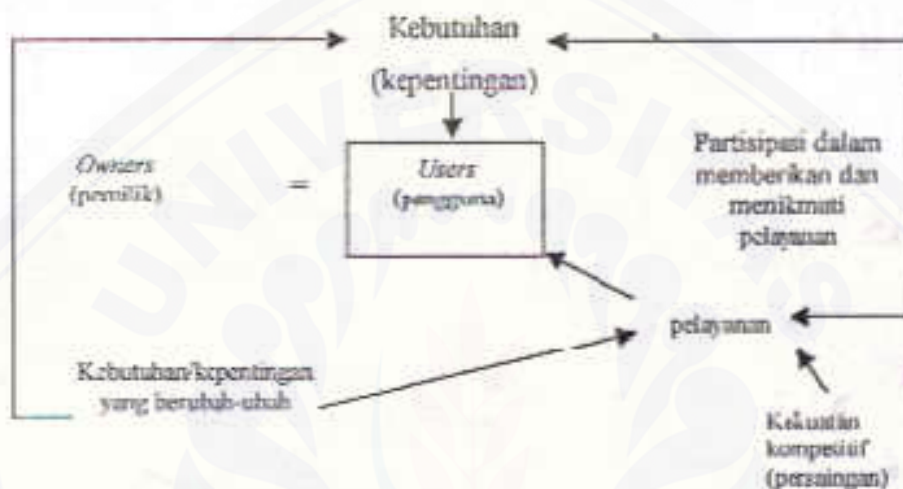 Kebutuhan
(kepentingan)
Owners
(pemilik)
=
Users
(pengguna)
Partisipasi dalam
memberikan dan
menikmati
pelayanan
pelayanan
Kebutuhan/kepentingan
yang berubah-ubah
Kekuatan
kompetitif
(persaingan)
UNIVERSITAS